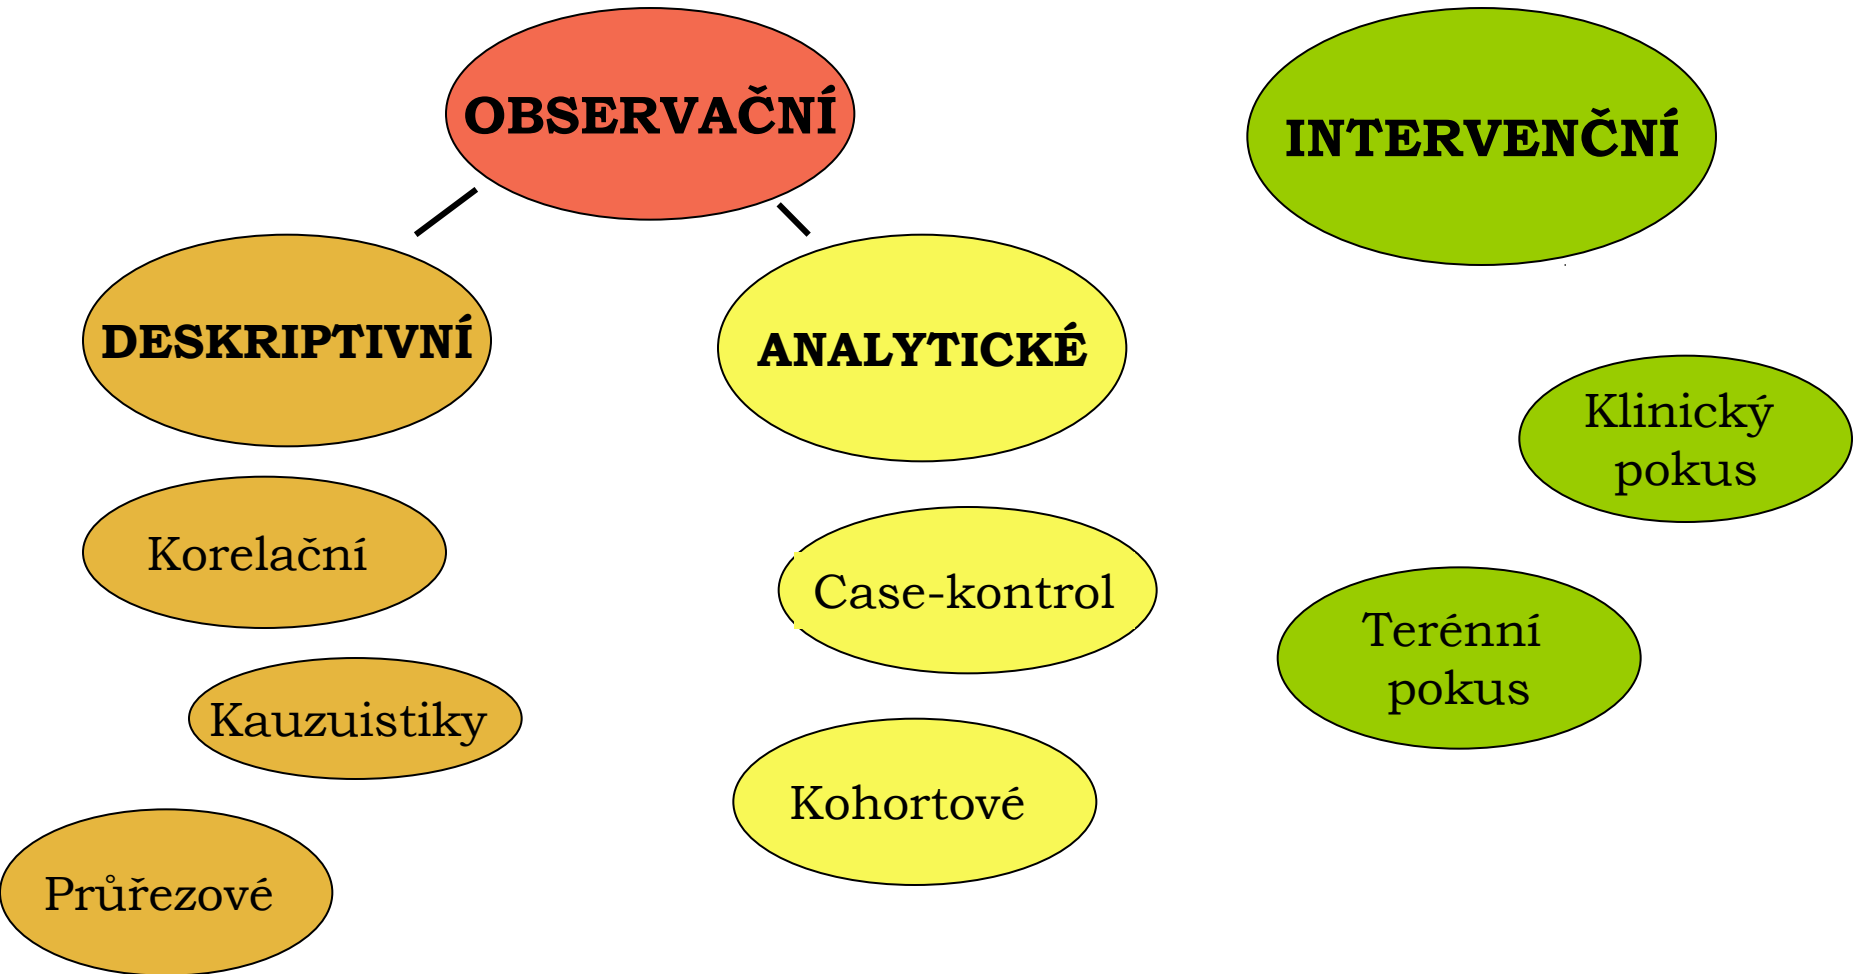 OBSERVAČNÍ
INTERVENČNÍ
DESKRIPTIVNÍ
ANALYTICKÉ
Klinický
pokus
Korelační
Case-kontrol
Terénní
pokus
Kauzuistiky
Kohortové
Průřezové